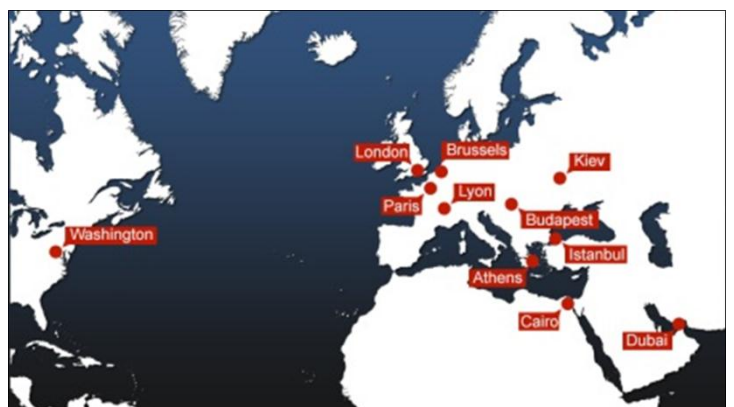 London
Brussels
Kiev
Paris
Lyon
Budapest
Washington
Istanbul
Athens
Cairo
Dubai